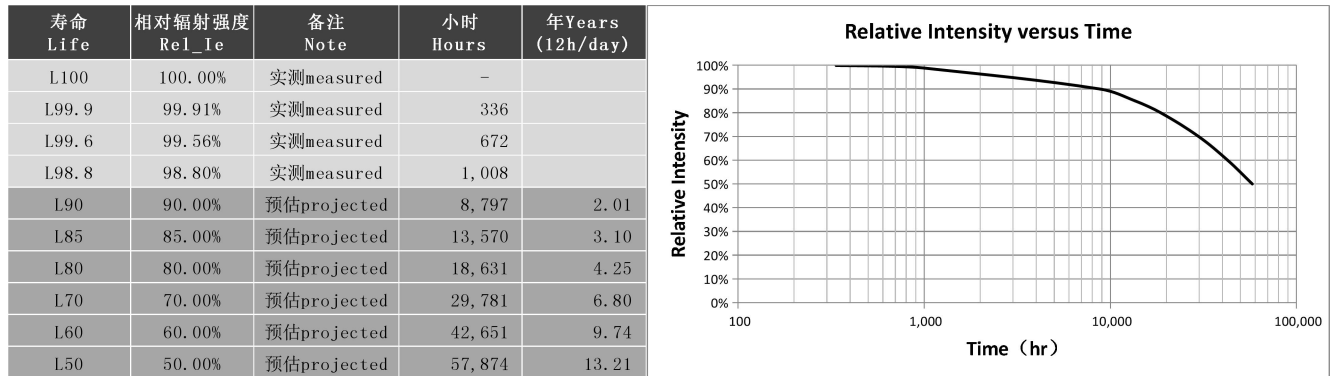 寿命 相对辐射强度 备注 小时 年Years
Life Rel_Ie Note Hours (12h/day)
L100 100.00% 实测measured –
L99.9 99.91% 实测measured 336
L99.6 99.56% 实测measured 672
L98.8 98.80% 实测measured 1,008
L90 90.00% 预估projected 8,797 2.01
L85 85.00% 预估projected 13,570 3.10
L80 80.00% 预估projected 18,631 4.25
L70 70.00% 预估projected 29,781 6.80
L60 60.00% 预估projected 42,651 9.74
L50 50.00% 预估projected 57,874 13.21
Relative Intensity versus Time
Relative Intensity
100%
90%
80%
70%
60%
50%
40%
30%
20%
10%
0%
100 1,000 10,000 100,000
Time（hr）